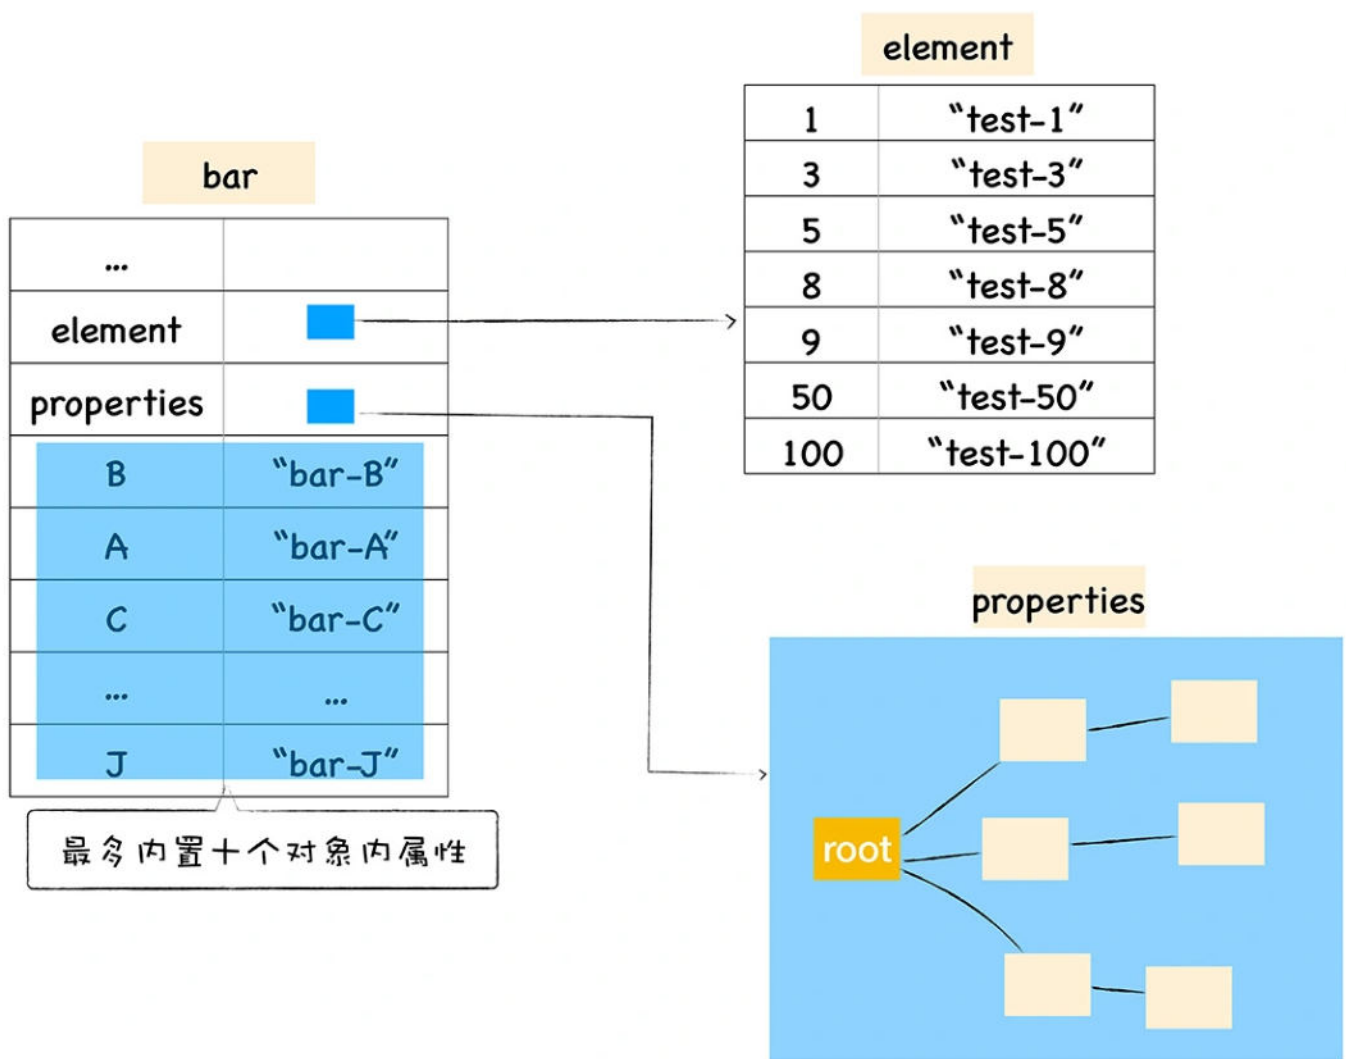 bar
...
element
properties
B “bar-B”
A “bar-A”
C “bar-C”
... ...
J “bar-J”
最多内置十个对象内属性
element
1 “test-1”
3 “test-3”
5 “test-5”
8 “test-8”
9 “test-9”
50 “test-50”
100 “test-100”
properties
root